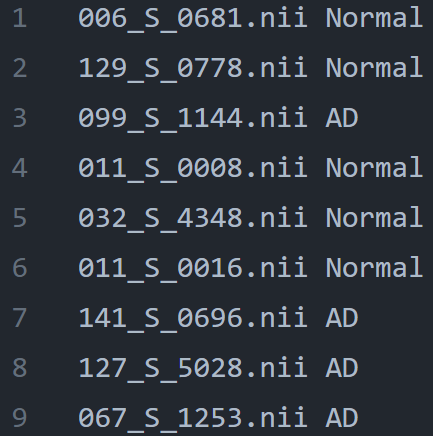 1 006_S_0681.nii Normal
2 129_S_0778.nii Normal
3 099_S_1144.nii AD
4 011_S_0008.nii Normal
5 032_S_4348.nii Normal
6 011_S_0016.nii Normal
7 141_S_0696.nii AD
8 127_S_5028.nii AD
9 067_S_1253.nii AD